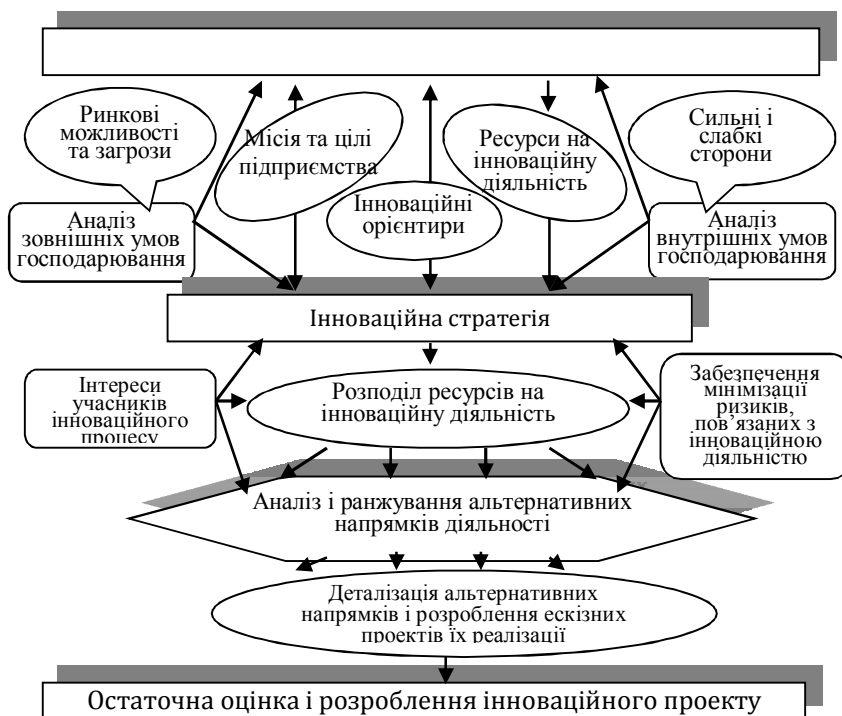 Ринкові
можливості
та загрози
Місія та цілі
підприємства
Інноваційні
орієнтири
Ресурси на
інноваційну
діяльність
Сильні і
слабкі
сторони
Аналіз
зовнішніх умов
господарювання
Аналіз
внутрішніх умов
господарювання
Інноваційна стратегія
Інтереси
учасників
інноваційного
процесу
Розподіл ресурсів на
інноваційну діяльність
Забезпечення
мінімізації
ризиків,
пов’язаних з
інноваційною
діяльністю
Аналіз і ранжування альтернативних
напрямків діяльності
Деталізація альтернативних
напрямків і розроблення ескізних
проектів їх реалізації
Остаточна оцінка і розроблення інноваційного проекту